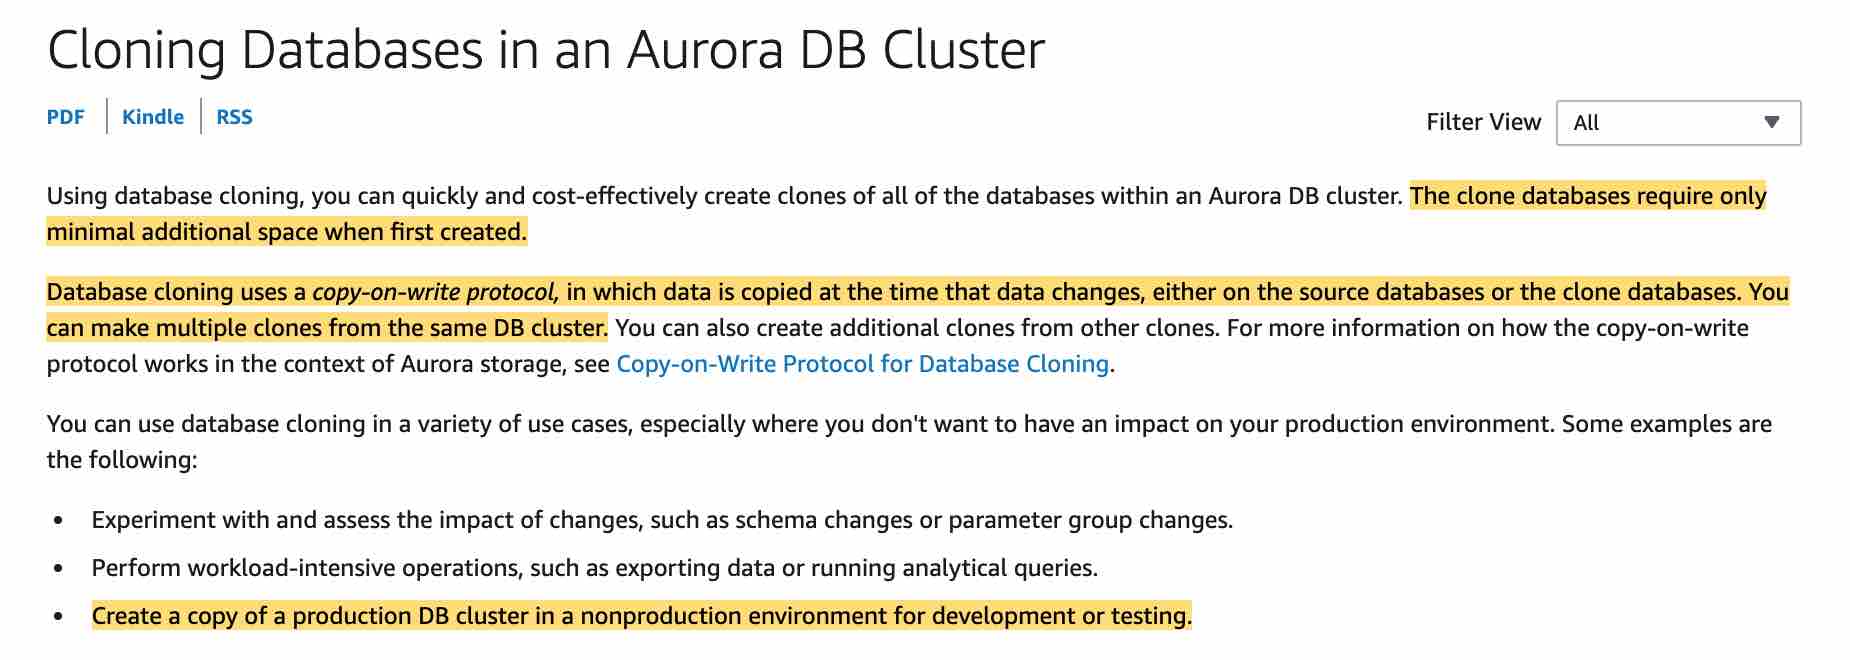 Cloning Databases in an Aurora DB Cluster
PDF | Kindle | RSS
Filter View All
Using database cloning, you can quickly and cost-effectively create clones of all of the databases within an Aurora DB cluster. The clone databases require only
minimal additional space when first created.
Database cloning uses a copy-on-write protocol, in which data is copied at the time that data changes, either on the source databases or the clone databases. You
can make multiple clones from the same DB cluster. You can also create additional clones from other clones. For more information on how the copy-on-write
protocol works in the context of Aurora storage, see Copy-on-Write Protocol for Database Cloning.
You can use database cloning in a variety of use cases, especially where you don't want to have an impact on your production environment. Some examples are
the following:
• Experiment with and assess the impact of changes, such as schema changes or parameter group changes.
• Perform workload-intensive operations, such as exporting data or running analytical queries.
• Create a copy of a production DB cluster in a nonproduction environment for development or testing.